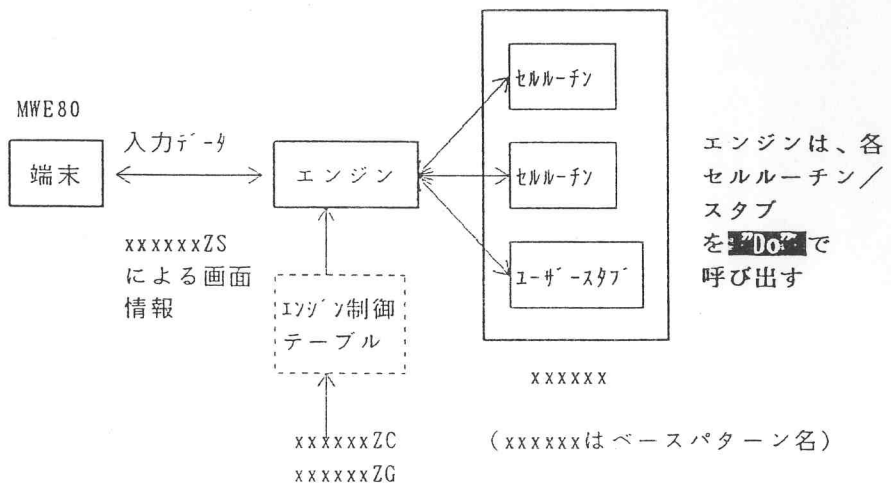 MWE80
端末
入力ﾃﾞｰﾀ
xxxxxxZS
による画面
情報
エンジン
ｴﾝｼﾞﾝ制御
テーブル
xxxxxxZC
xxxxxxZG
ｾﾙﾙｰﾁﾝ
ｾﾙﾙｰﾁﾝ
ﾕｰｻﾞｰｽﾀﾌﾞ
xxxxxx
(xxxxxxはベースパターン名)
エンジンは、各
セルルーチン／
スタブ
を"Do"で
呼び出す